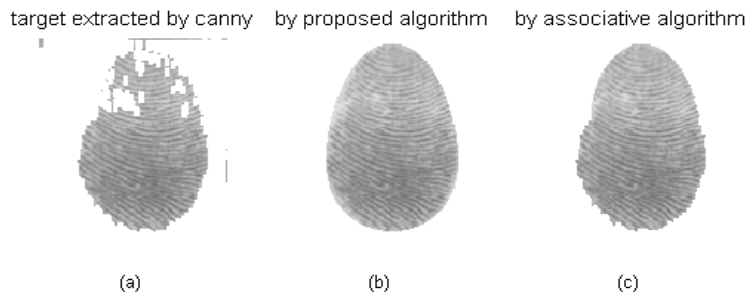 target extracted by canny by proposed algorithm by associative algorithm
(a) (b) (c)